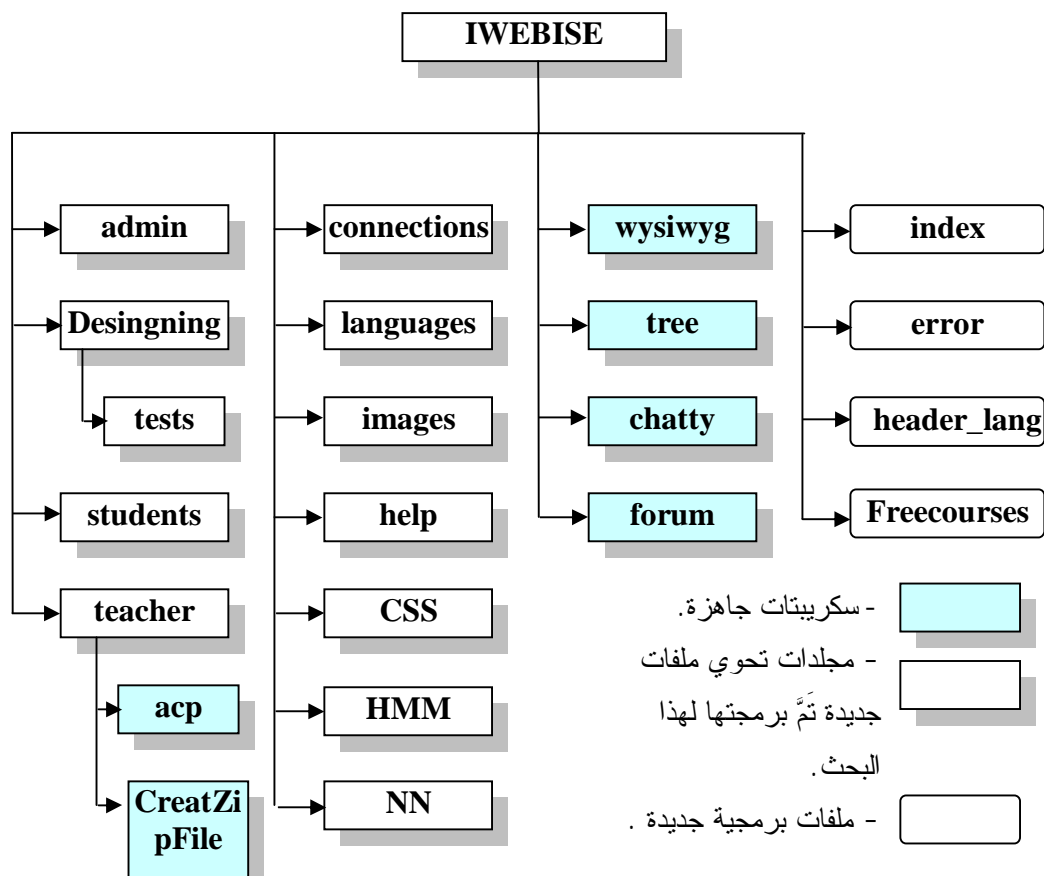 IWEBISE
admin
Desingning
tests
students
teacher
acp
CreatZi
pFile
connections
languages
images
help
CSS
HMM
NN
wysiwyg
tree
chatty
forum
index
error
header_lang
Freecourses
- سكريبتات جاهزة.
- مجلدات تحوي ملفات
جديدة تَمَّ برمجتها لهذا
البحث.
- ملفات برمجية جديدة .